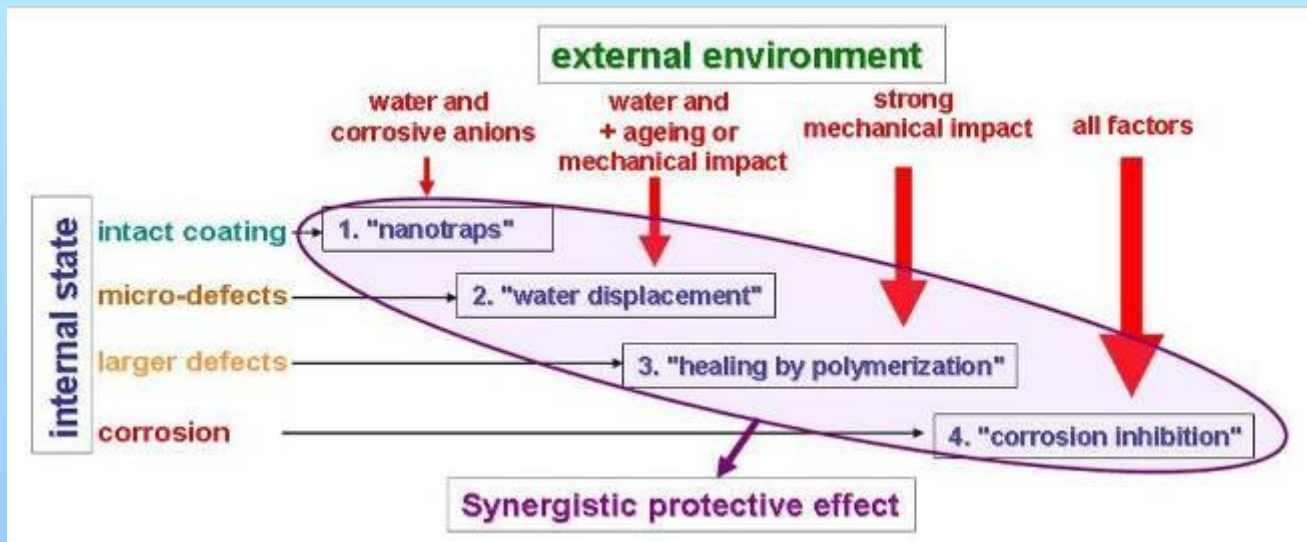 external environment
water and
corrosive anions
water and
+ ageing or
mechanical impact
strong
mechanical impact
all factors
internal state
intact coating
1. "nanotraps"
micro-defects
2. "water displacement"
larger defects
3. "healing by polymerization"
corrosion
4. "corrosion inhibition"
Synergistic protective effect